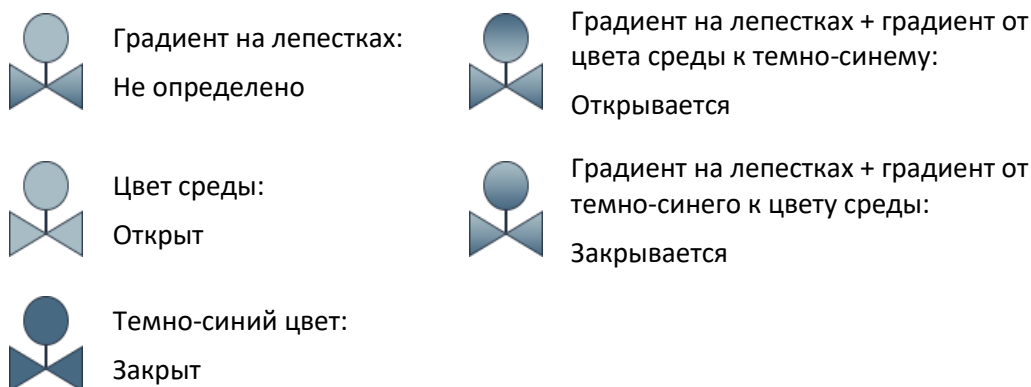 Градиент на лепестках:
Не определено
Цвет среды:
Открыт
Темно-синий цвет:
Закрыт
Градиент на лепестках + градиент от
цвета среды к темно-синему:
Открывается
Градиент на лепестках + градиент от
темно-синего к цвету среды:
Закрывается